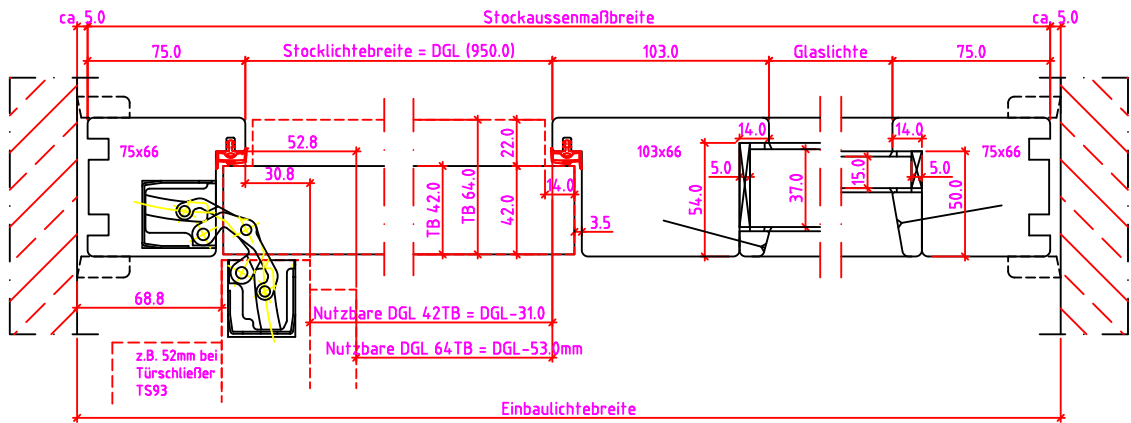 ca. 5.0
Stockaussenmaßbreite
ca. 5.0
75.0
Stocklichtebreite = DGL (950.0)
103.0
Glaslichte
75.0
75x66
52.8
22.0
103x66
14.0
14.0
75x66
30.8
TB 42.0
TB 64.0
42.0
14.0
3.5
54.0
5.0
37.0
15.0
5.0
50.0
68.8
Nutzbare DGL 42TB = DGL-31.0
Nutzbare DGL 64TB = DGL-53.0mm
z.B. 52mm bei
Türschließer
TS93
Einbaulichtebreite